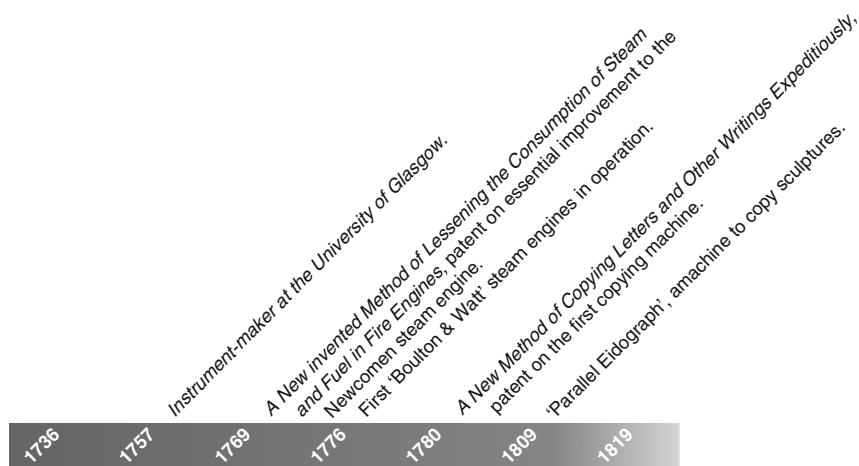 Instrument-maker at the University of Glasgow.
A New invented Method of Lessening the Consumption of Steam
and Fuel in Fire Engines, patent on essential improvement to the
Newcomen steam engine.
First ‘Boulton & Watt’ steam engines in operation.
A New Method of Copying Letters and Other Writings Expeditiously,
patent on the first copying machine.
‘Parallel Eidograph’, amachine to copy sculptures.
1736
1757
1769
1776
1780
1809
1819